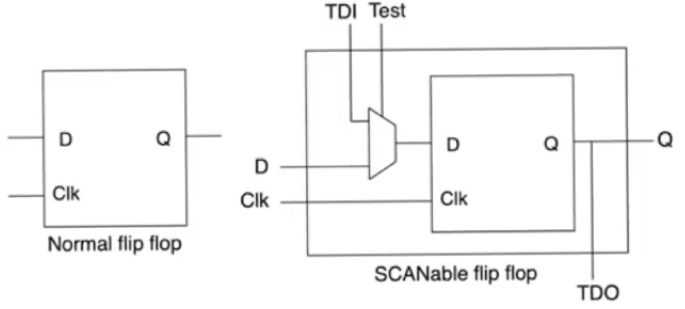 TDI Test
D Q
Clk
Normal flip flop
D
Clk
D Q
Clk
Q
SCANable flip flop
TDO